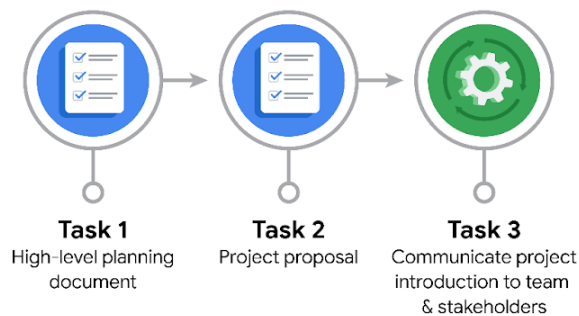 Task 1
High-level planning
document
Task 2
Project proposal
Task 3
Communicate project
introduction to team
& stakeholders